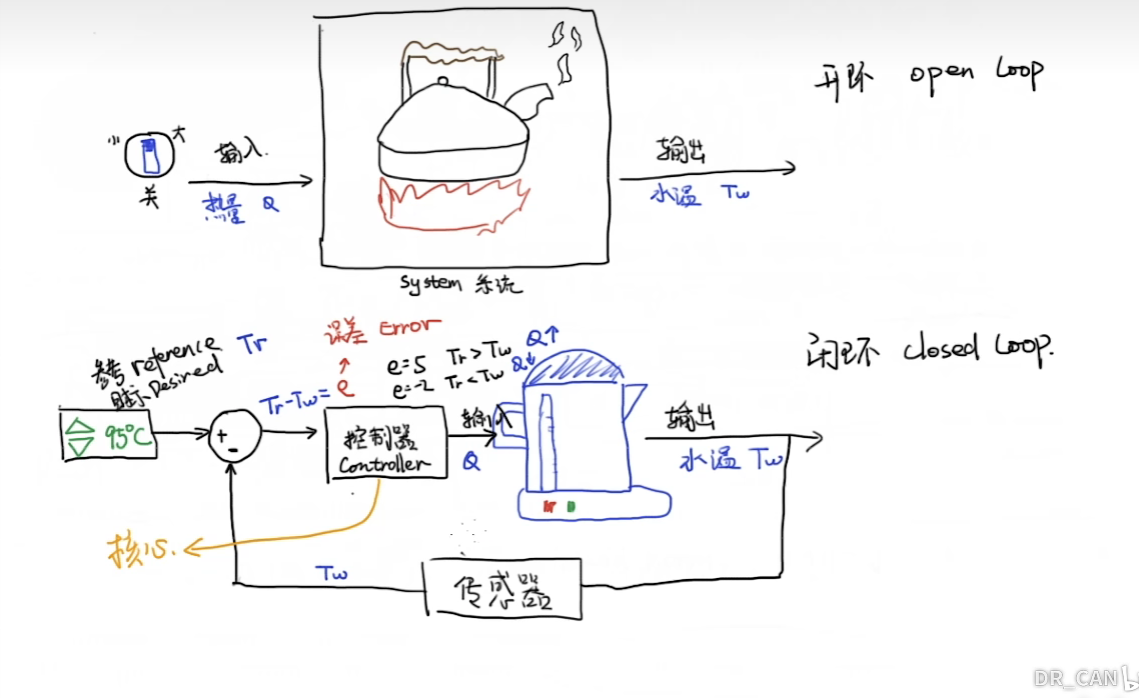 开环 open Loop
小 大
关
输入.
热量 Q
输出
水温 Tw
System 系统
误差 Error
参考 reference Tr
目标 Desired
e=5 Tr>Tw
e=-2 Tr<Tw
Q↑
Q↓
闭环 closed Loop.
Tr-Tw=e
95°C
+
-
控制器
Controller
输入
Q
输出
水温 Tw
核心.
Tw
传感器
DR_CAN